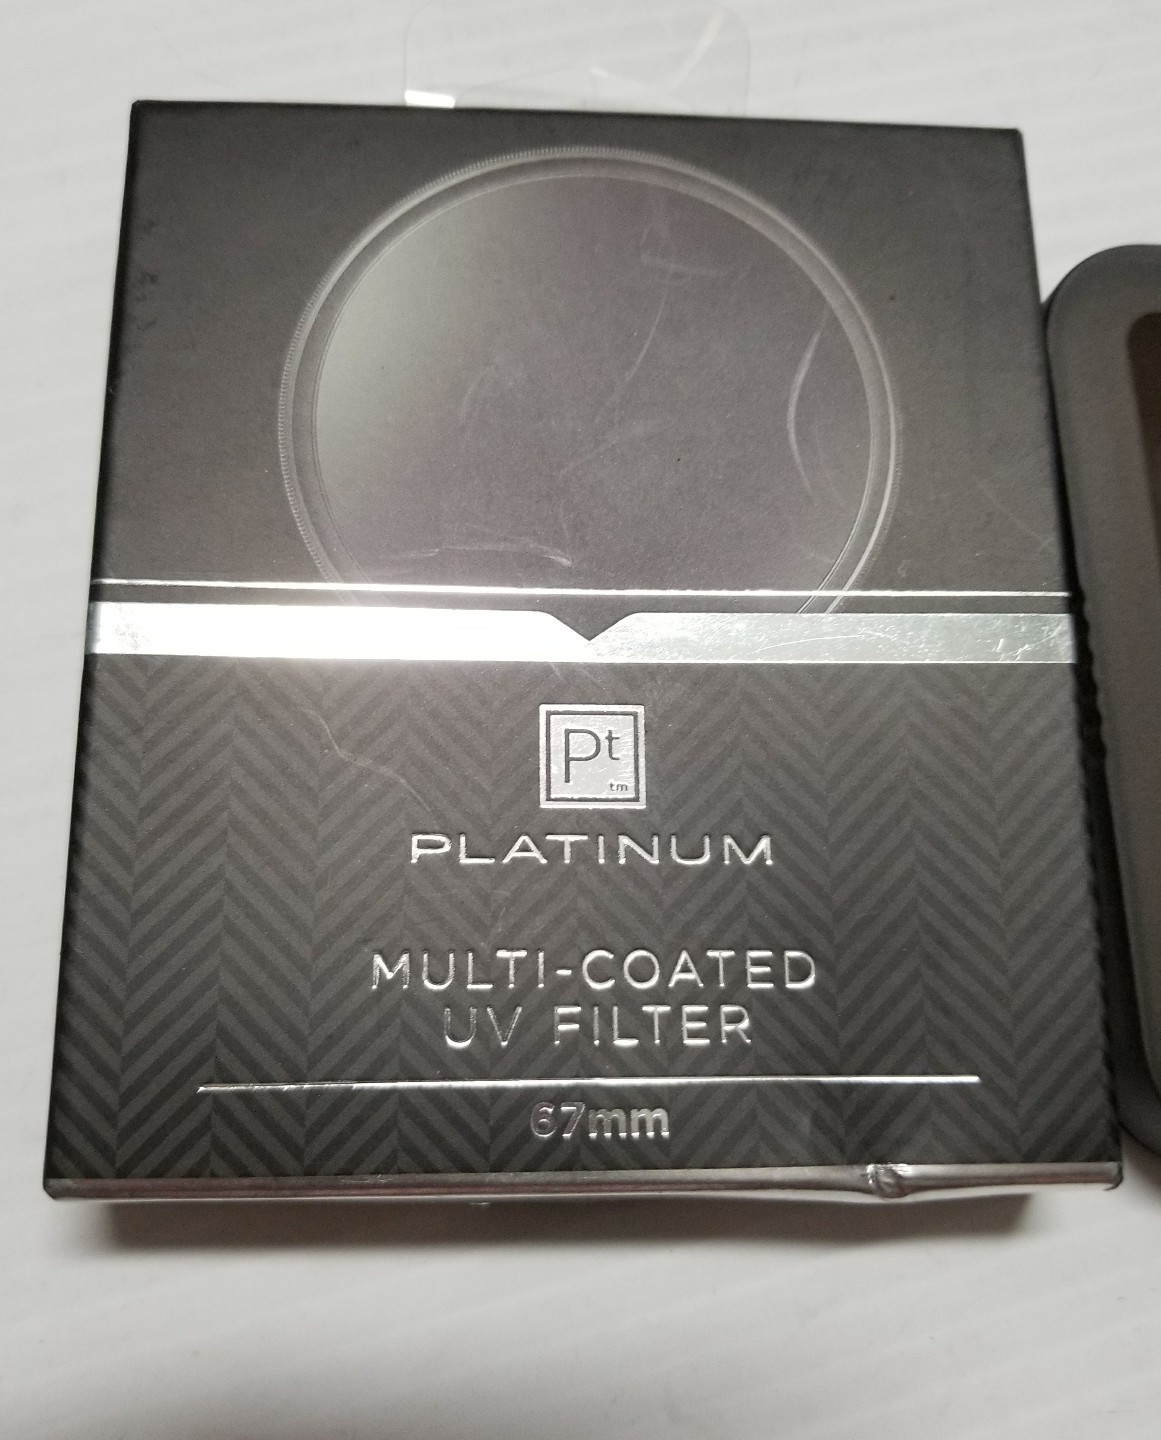 Pt
tm
PLATINUM
MULTI-COATED
UV FILTER
67mm